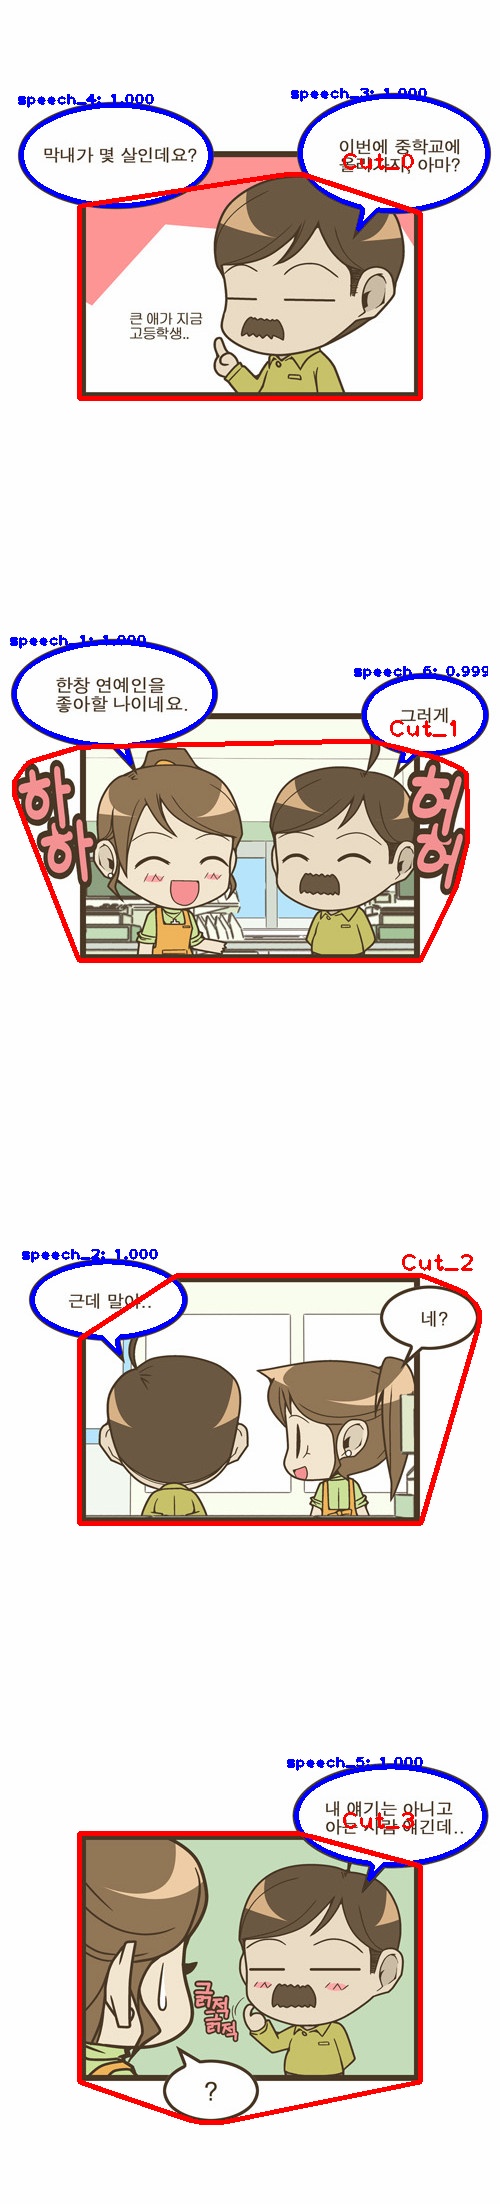 speech_4: 1.000
speech_3: 1.000
막내가 몇 살인데요?
이번에 중학교에
Cut_0
아마?
큰 애가 지금
고등학생..
speech_1: 1.000
speech_6: 0.999
한창 연예인을
좋아할 나이네요.
그러게
Cut_1
하하
허허
speech_2: 1.000
Cut_2
근데 말야..
네?
speech_5: 1.000
내 얘기는 아니고
아는 사람 얘긴데..
Cut_3
긁적
긁적
?